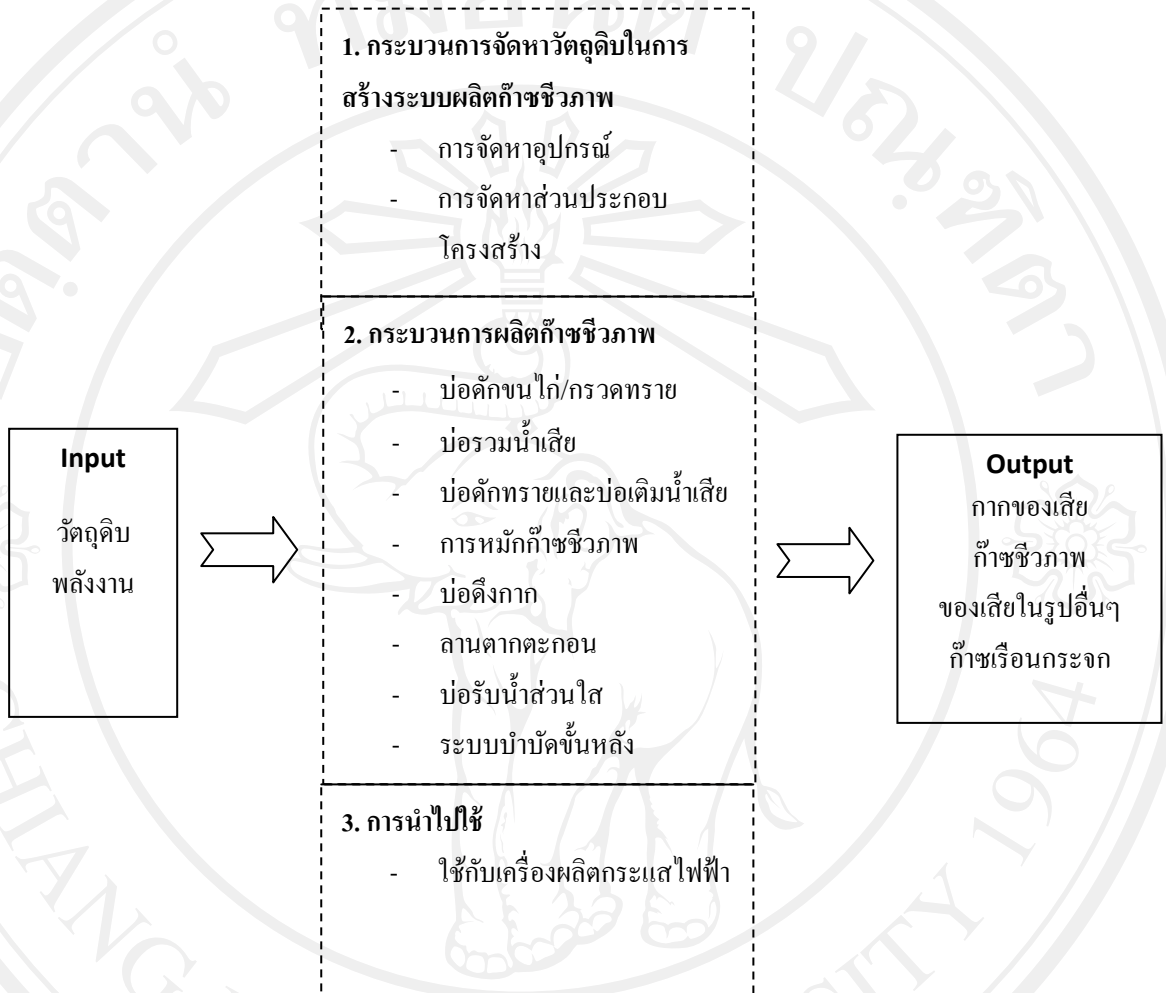 1. กระบวนการจัดหาวัตถุดิบในการ
สร้างระบบผลิตก๊าซชีวภาพ
- การจัดหาอุปกรณ์
- การจัดหาส่วนประกอบ
โครงสร้าง
2. กระบวนการผลิตก๊าซชีวภาพ
- บ่อดักขนไก่/กรวดทราย
- บ่อรวมน้ำเสีย
- บ่อดักทรายและบ่อเติมน้ำเสีย
- การหมักก๊าซชีวภาพ
- บ่อดึงกาก
- ลานตากตะกอน
- บ่อรับน้ำส่วนใส
- ระบบบำบัดขั้นหลัง
3. การนำไปใช้
- ใช้กับเครื่องผลิตกระแสไฟฟ้า
Input
วัตถุดิบ
พลังงาน
Output
กากของเสีย
ก๊าซชีวภาพ
ของเสียในรูปอื่นๆ
ก๊าซเรือนกระจก
1964